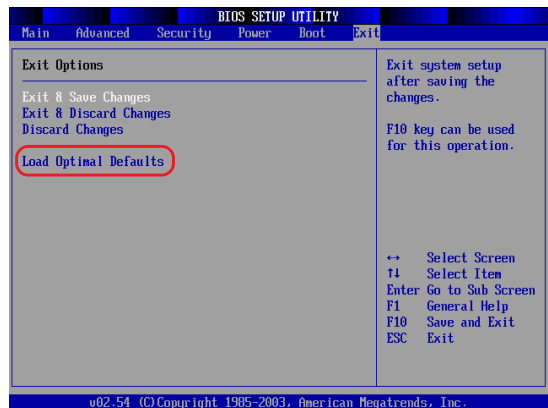 BIOS SETUP UTILITY
Main Advanced Security Power Boot Exit
Exit Options
Exit & Save Changes
Exit & Discard Changes
Discard Changes
Load Optimal Defaults
Exit system setup
after saving the
changes.
F10 key can be used
for this operation.
↔ Select Screen
↑↓ Select Item
Enter Go to Sub Screen
F1 General Help
F10 Save and Exit
ESC Exit
v02.54 (C)Copyright 1985-2003, American Megatrends, Inc.